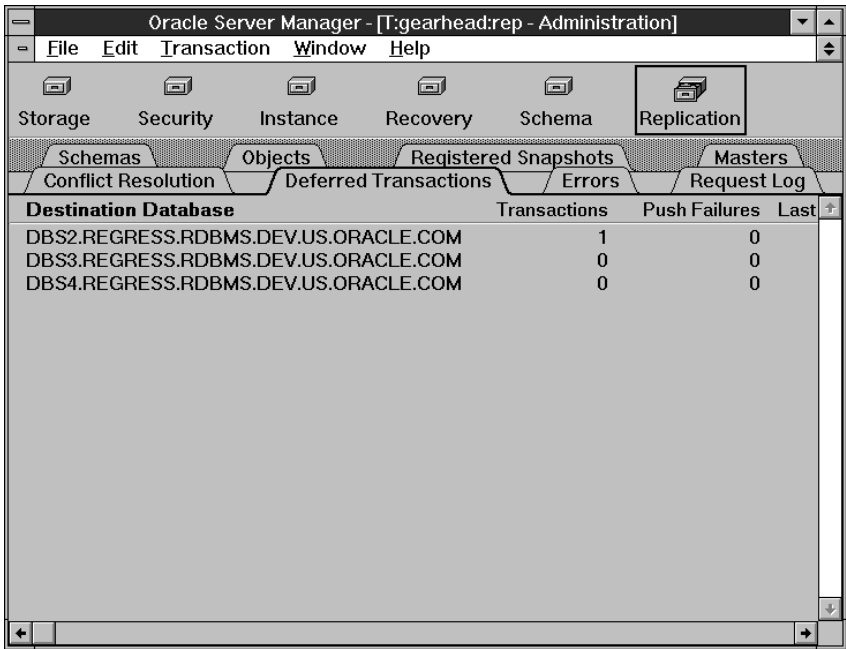 Oracle Server Manager - [T:gearhead:rep - Administration]
File Edit Transaction Window Help
Storage Security Instance Recovery Schema Replication
Schemas Objects Registered Snapshots Masters
Conflict Resolution Deferred Transactions Errors Request Log
Destination Database Transactions Push Failures Last
DBS2.REGRESS.RDBMS.DEV.US.ORACLE.COM 1 0
DBS3.REGRESS.RDBMS.DEV.US.ORACLE.COM 0 0
DBS4.REGRESS.RDBMS.DEV.US.ORACLE.COM 0 0